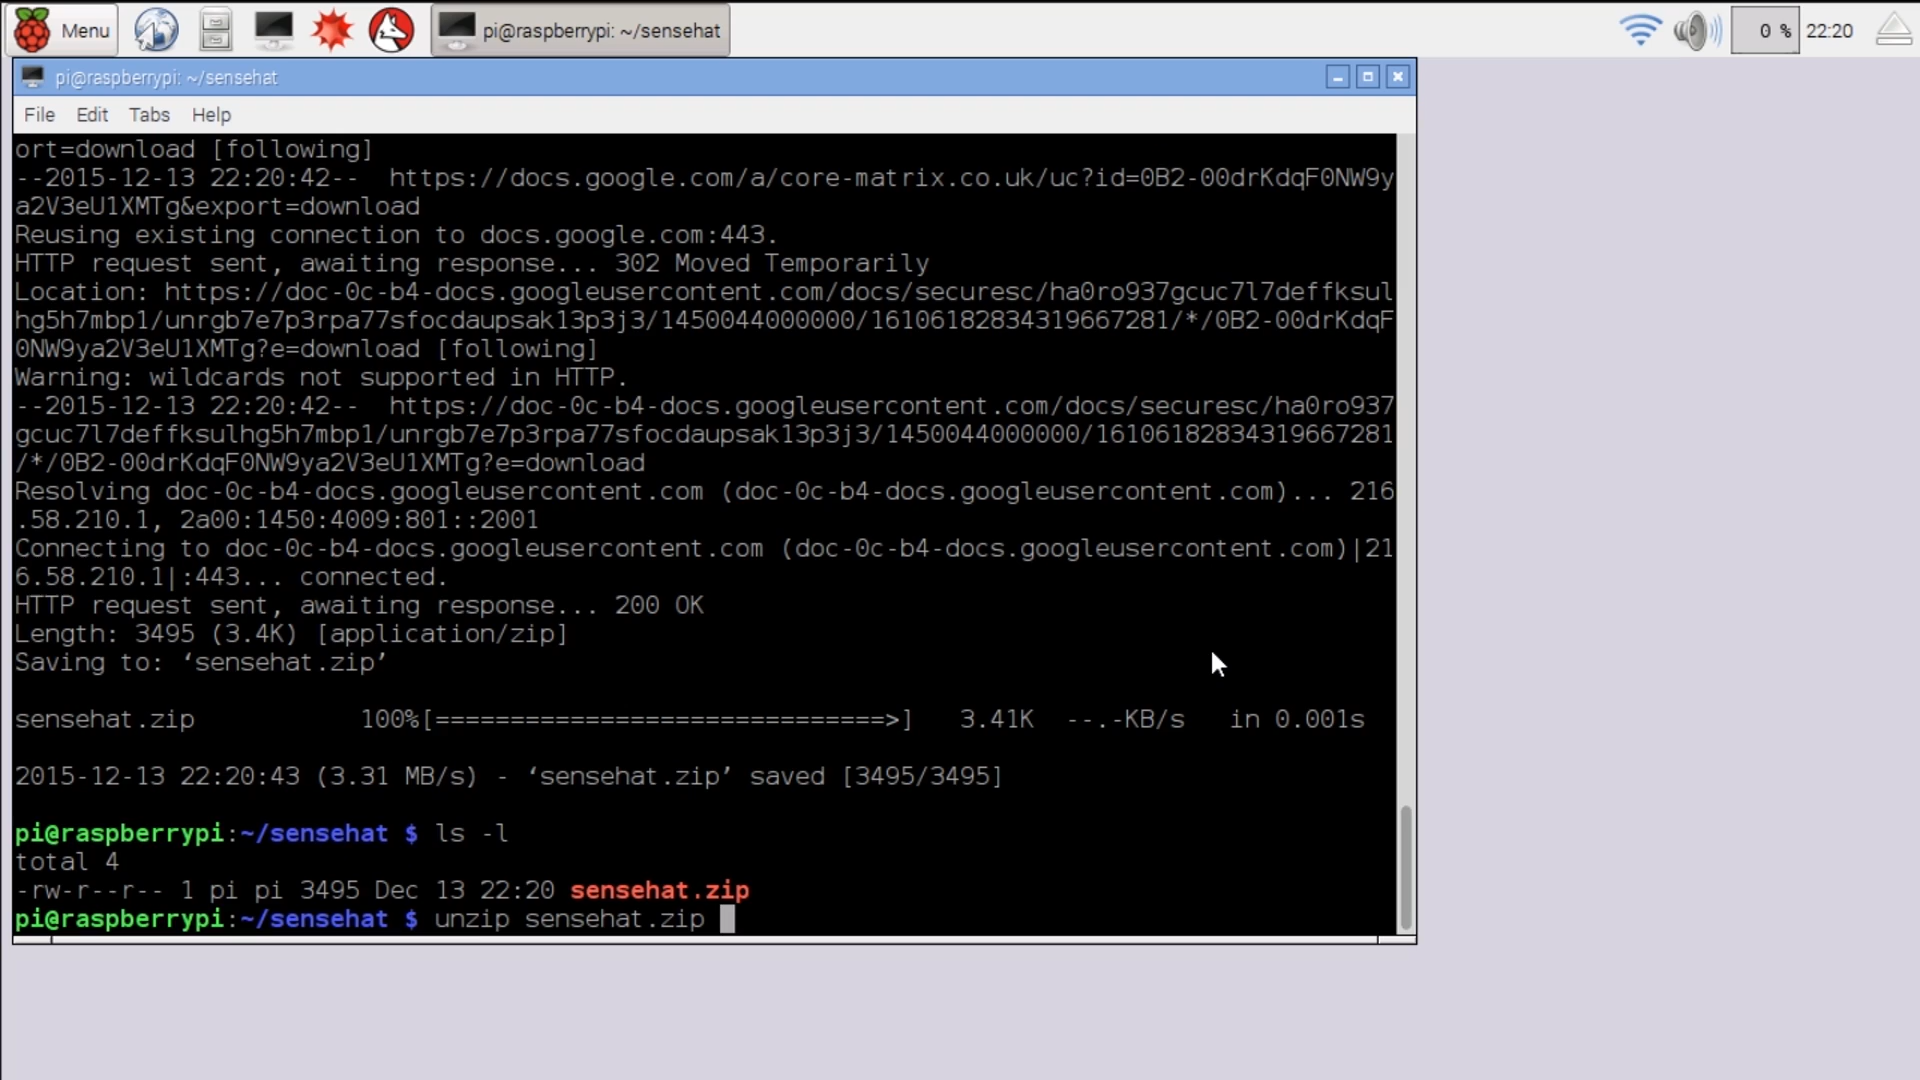 Menu
pi@raspberrypi: ~/sensehat
0 %
22:20
pi@raspberrypi: ~/sensehat
File Edit Tabs Help
ort=download [following]
--2015-12-13 22:20:42--  https://docs.google.com/a/core-matrix.co.uk/uc?id=0B2-00drKdqF0NW9y
a2V3eU1XMTg&export=download
Reusing existing connection to docs.google.com:443.
HTTP request sent, awaiting response... 302 Moved Temporarily
Location: https://doc-0c-b4-docs.googleusercontent.com/docs/securesc/ha0ro937gcuc7l7deffksul
hg5h7mbp1/unrgb7e7p3rpa77sfocdaupsak13p3j3/1450044000000/16106182834319667281/*/0B2-00drKdqF
0NW9ya2V3eU1XMTg?e=download [following]
Warning: wildcards not supported in HTTP.
--2015-12-13 22:20:42--  https://doc-0c-b4-docs.googleusercontent.com/docs/securesc/ha0ro937
gcuc7l7deffksulhg5h7mbp1/unrgb7e7p3rpa77sfocdaupsak13p3j3/1450044000000/16106182834319667281
/*/0B2-00drKdqF0NW9ya2V3eU1XMTg?e=download
Resolving doc-0c-b4-docs.googleusercontent.com (doc-0c-b4-docs.googleusercontent.com)... 216
.58.210.1, 2a00:1450:4009:801::2001
Connecting to doc-0c-b4-docs.googleusercontent.com (doc-0c-b4-docs.googleusercontent.com)|21
6.58.210.1|:443... connected.
HTTP request sent, awaiting response... 200 OK
Length: 3495 (3.4K) [application/zip]
Saving to: ‘sensehat.zip’
sensehat.zip           100%[==============================>]   3.41K  --.-KB/s   in 0.001s
2015-12-13 22:20:43 (3.31 MB/s) - ‘sensehat.zip’ saved [3495/3495]
pi@raspberrypi:~/sensehat $ ls -l
total 4
-rw-r--r-- 1 pi pi 3495 Dec 13 22:20 sensehat.zip
pi@raspberrypi:~/sensehat $ unzip sensehat.zip